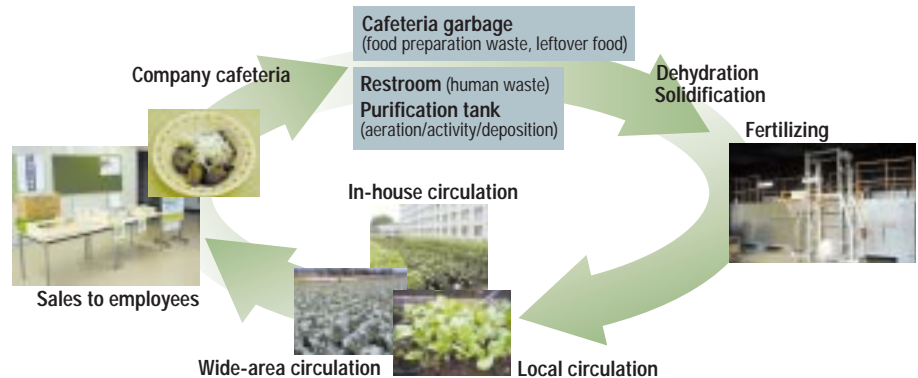 Cafeteria garbage
(food preparation waste, leftover food)
Company cafeteria
Restroom (human waste)
Purification tank
(aeration/activity/deposition)
Dehydration
Solidification
Fertilizing
In-house circulation
Sales to employees
Wide-area circulation
Local circulation